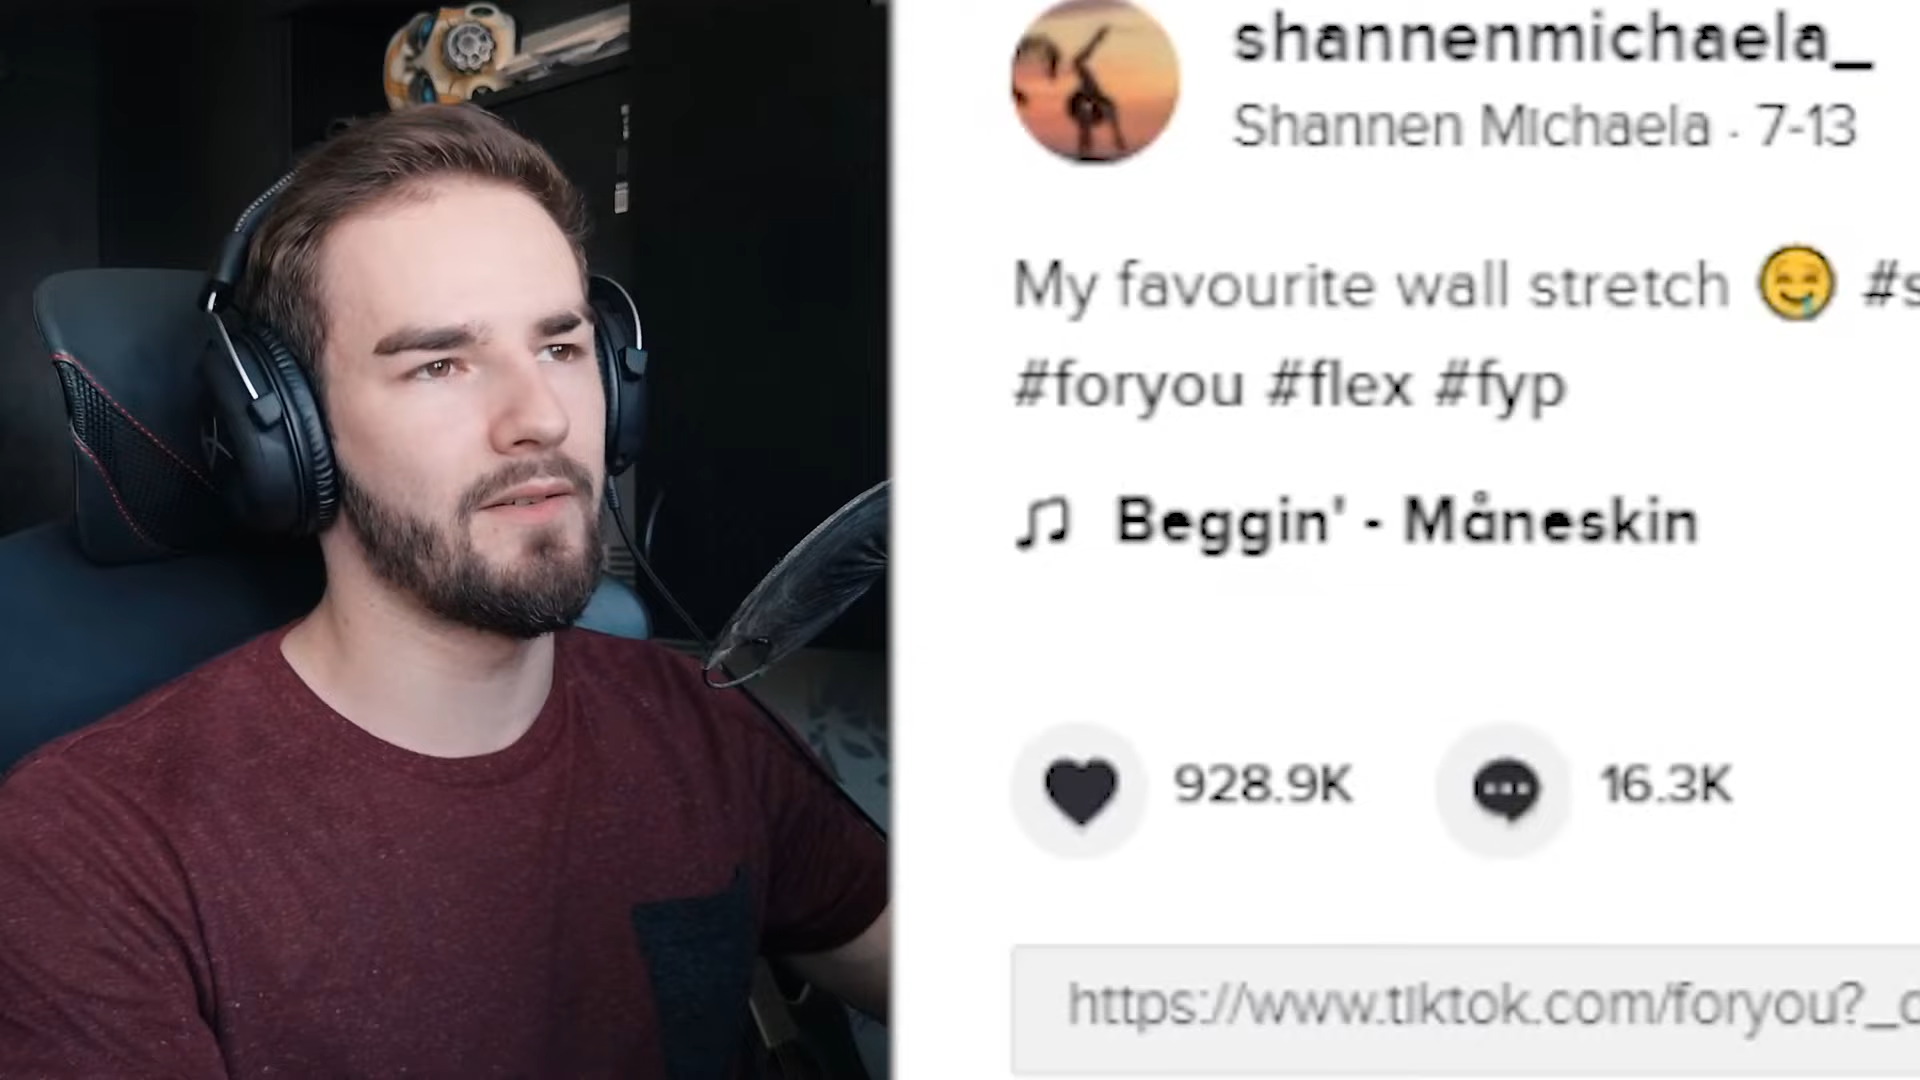 shannenmichaela_
Shannen Michaela · 7-13
My favourite wall stretch 🤤 #s
#foryou #flex #fyp
Beggin' - Måneskin
928.9K 16.3K
https://www.tiktok.com/foryou?_